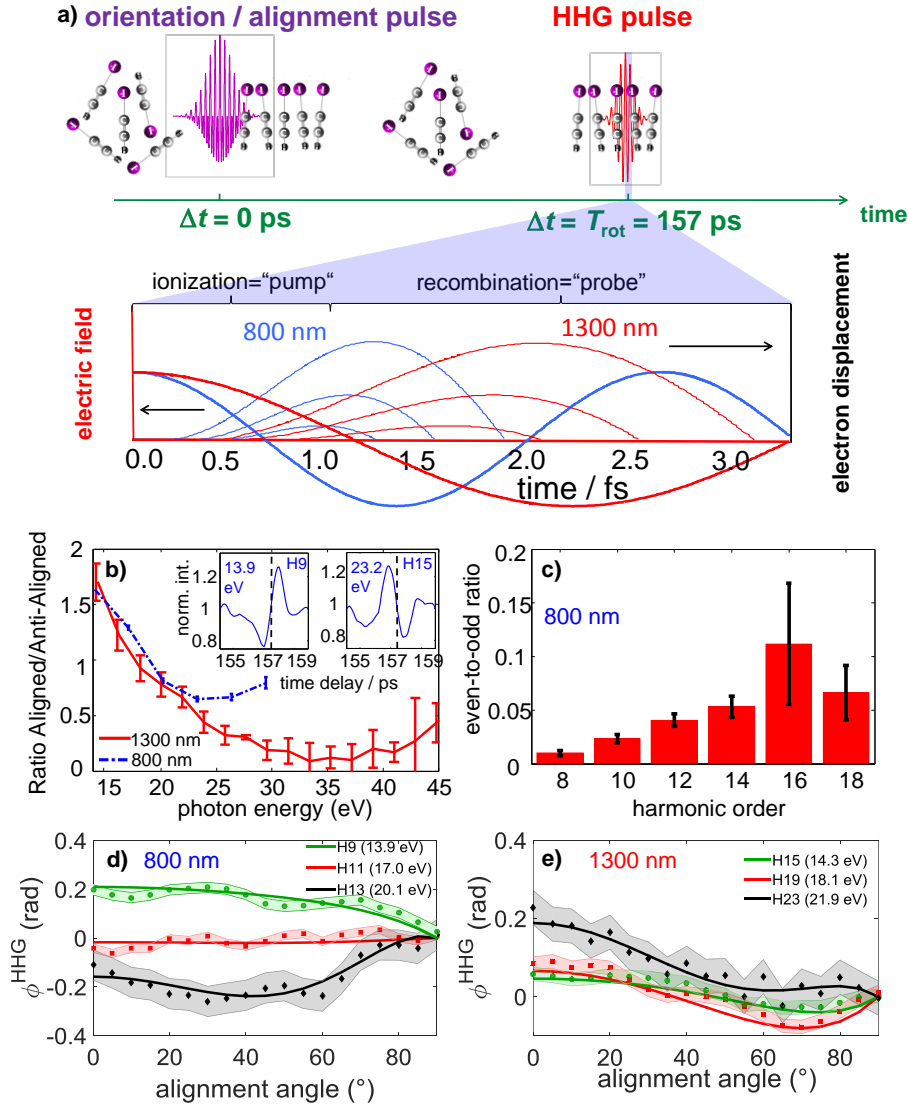 a) orientation / alignment pulse
HHG pulse
Δt = 0 ps
Δt = T_rot = 157 ps
time
ionization="pump"
recombination="probe"
electric field
800 nm
1300 nm
electron displacement
0.0 0.5 1.0 1.5 2.0 2.5 3.0
time / fs
b)
Ratio Aligned/Anti-Aligned
2
1.5
1
0.5
0
norm. int.
1.2
1
0.8
13.9 eV
H9
155 157 159
23.2 eV
H15
155 157 159
time delay / ps
1300 nm
800 nm
15 20 25 30 35 40 45
photon energy (eV)
c)
800 nm
even-to-odd ratio
0.2
0.15
0.1
0.05
0
8 10 12 14 16 18
harmonic order
d) 800 nm
H9 (13.9 eV)
H11 (17.0 eV)
H13 (20.1 eV)
ϕ^HHG (rad)
0.4
0.2
0
-0.2
-0.4
0 20 40 60 80
alignment angle (°)
e) 1300 nm
H15 (14.3 eV)
H19 (18.1 eV)
H23 (21.9 eV)
ϕ^HHG (rad)
0.4
0.2
0
0 20 40 60 80
alignment angle (°)